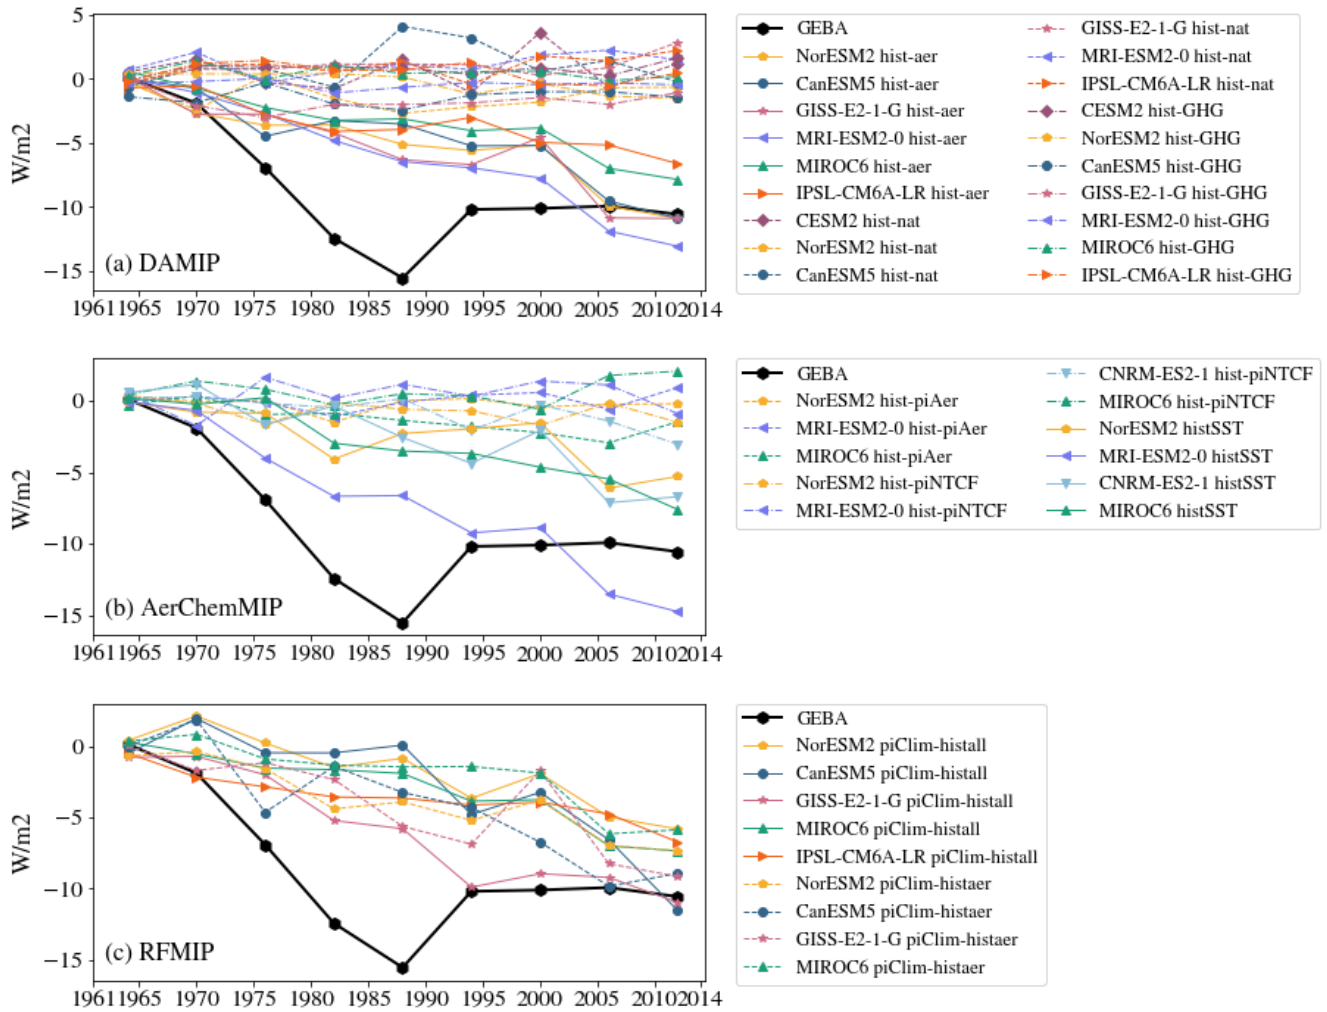 5
0
−5
−10
−15
W/m2
(a) DAMIP
1961 1965 1970 1975 1980 1985 1990 1995 2000 2005 2010 2014
GEBA
NorESM2 hist-aer
CanESM5 hist-aer
GISS-E2-1-G hist-aer
MRI-ESM2-0 hist-aer
MIROC6 hist-aer
IPSL-CM6A-LR hist-aer
CESM2 hist-nat
NorESM2 hist-nat
CanESM5 hist-nat
GISS-E2-1-G hist-nat
MRI-ESM2-0 hist-nat
IPSL-CM6A-LR hist-nat
CESM2 hist-GHG
NorESM2 hist-GHG
CanESM5 hist-GHG
GISS-E2-1-G hist-GHG
MRI-ESM2-0 hist-GHG
MIROC6 hist-GHG
IPSL-CM6A-LR hist-GHG
0
−5
−10
−15
W/m2
(b) AerChemMIP
1961 1965 1970 1975 1980 1985 1990 1995 2000 2005 2010 2014
GEBA
NorESM2 hist-piAer
MRI-ESM2-0 hist-piAer
MIROC6 hist-piAer
NorESM2 hist-piNTCF
MRI-ESM2-0 hist-piNTCF
CNRM-ES2-1 hist-piNTCF
MIROC6 hist-piNTCF
NorESM2 histSST
MRI-ESM2-0 histSST
CNRM-ES2-1 histSST
MIROC6 histSST
0
−5
−10
−15
W/m2
(c) RFMIP
1961 1965 1970 1975 1980 1985 1990 1995 2000 2005 2010 2014
GEBA
NorESM2 piClim-histall
CanESM5 piClim-histall
GISS-E2-1-G piClim-histall
MIROC6 piClim-histall
IPSL-CM6A-LR piClim-histall
NorESM2 piClim-histaer
CanESM5 piClim-histaer
GISS-E2-1-G piClim-histaer
MIROC6 piClim-histaer